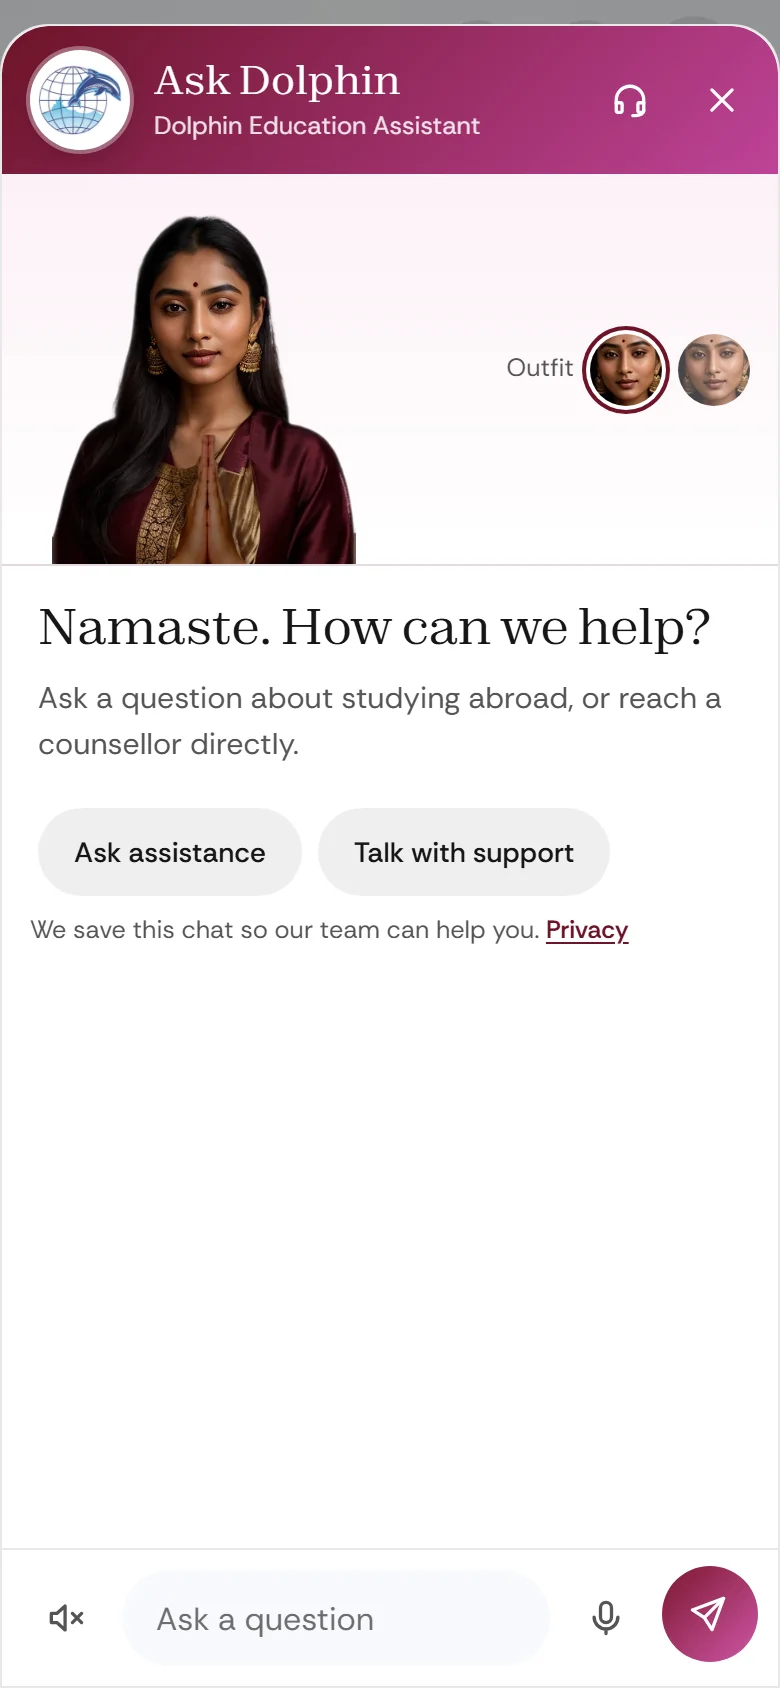 Ask Dolphin
Dolphin Education Assistant
Outfit
Namaste. How can we help?
Ask a question about studying abroad, or reach a
counsellor directly.
Ask assistance
Talk with support
We save this chat so our team can help you. Privacy
Ask a question